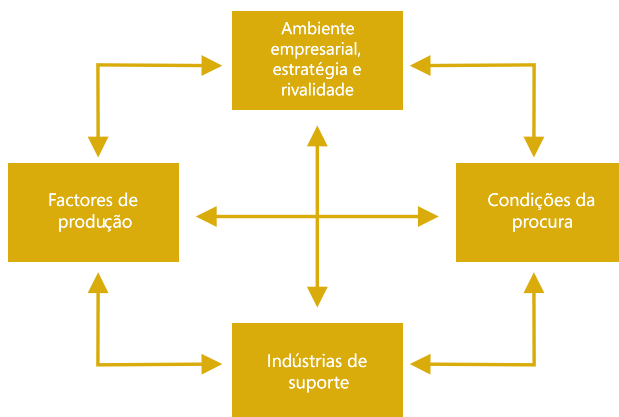 Ambiente
empresarial,
estratégia e
rivalidade
Factores de
produção
Condições da
procura
Indústrias de
suporte